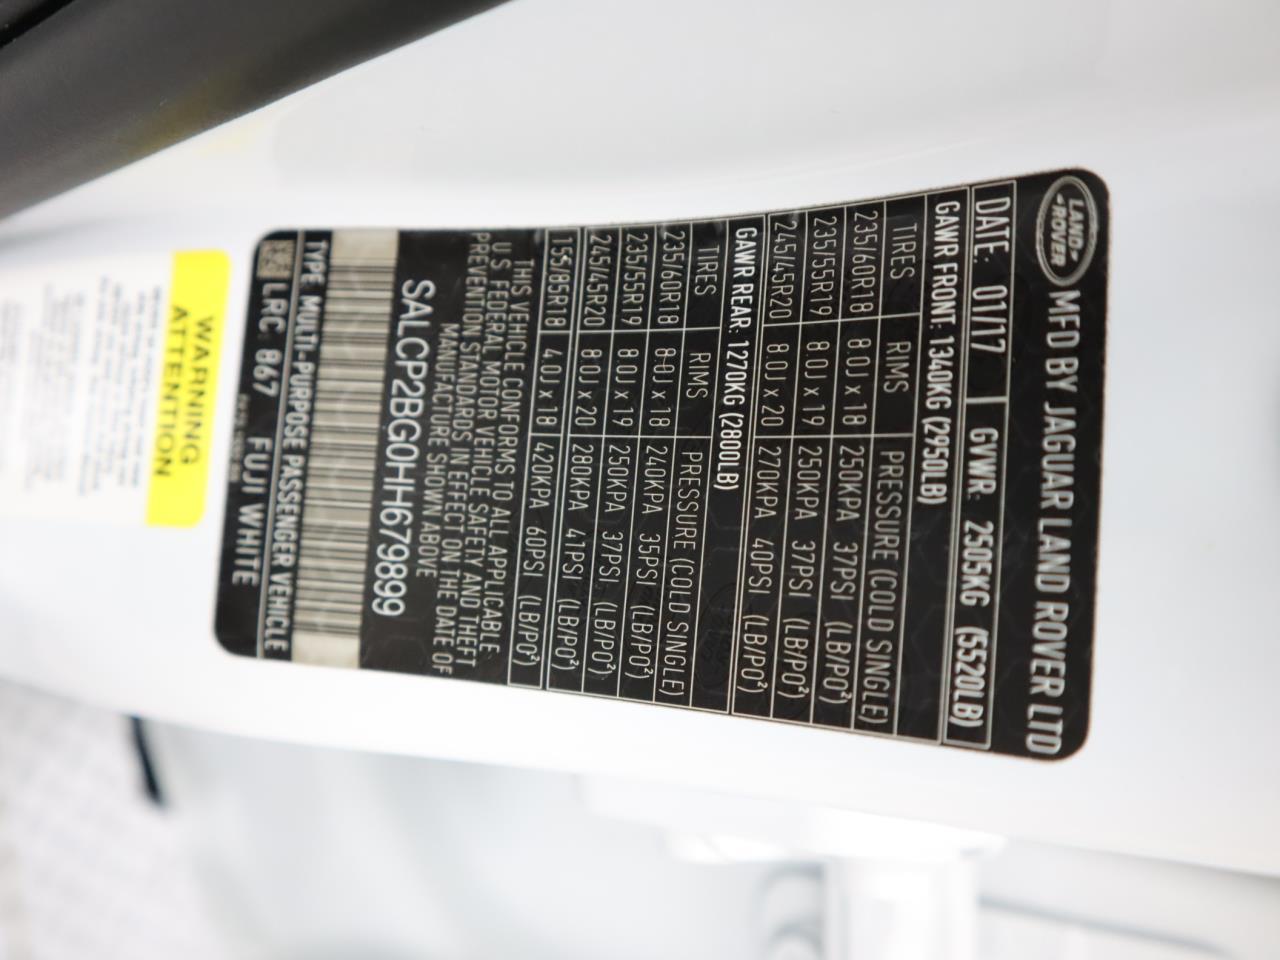 LAND-
-ROVER
MFD BY JAGUAR LAND ROVER LTD
DATE: 01/17 GVWR: 2505KG (5520LB)
GAWR FRONT: 1340KG (2950LB)
TIRES RIMS PRESSURE (COLD SINGLE)
235/60R18 8.0J x 18 250KPA 37PSI (LB/PO²)
235/55R19 8.0J x 19 250KPA 37PSI (LB/PO²)
245/45R20 8.0J x 20 270KPA 40PSI (LB/PO²)
GAWR REAR: 1270KG (2800LB)
TIRES RIMS PRESSURE (COLD SINGLE)
235/60R18 8.0J x 18 240KPA 35PSI (LB/PO²)
235/55R19 8.0J x 19 250KPA 37PSI (LB/PO²)
245/45R20 8.0J x 20 280KPA 41PSI (LB/PO²)
155/85R18 4.0J x 18 420KPA 60PSI (LB/PO²)
THIS VEHICLE CONFORMS TO ALL APPLICABLE
U.S FEDERAL MOTOR VEHICLE SAFETY AND THEFT
PREVENTION STANDARDS IN EFFECT ON THE DATE OF
MANUFACTURE SHOWN ABOVE
SALCP2BG0HH679899
TYPE MULTI-PURPOSE PASSENGER VEHICLE
LRC: 867 FUJI WHITE
WARNING
ATTENTION